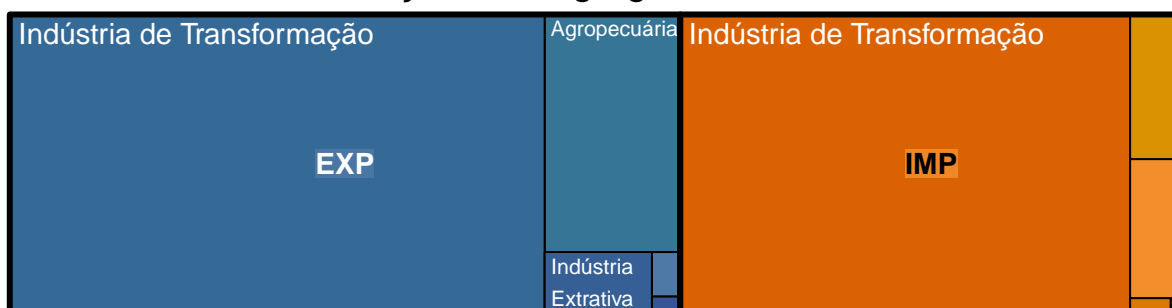 Indústria de Transformação
Agropecuária
EXP
Indústria
Extrativa
Indústria de Transformação
IMP